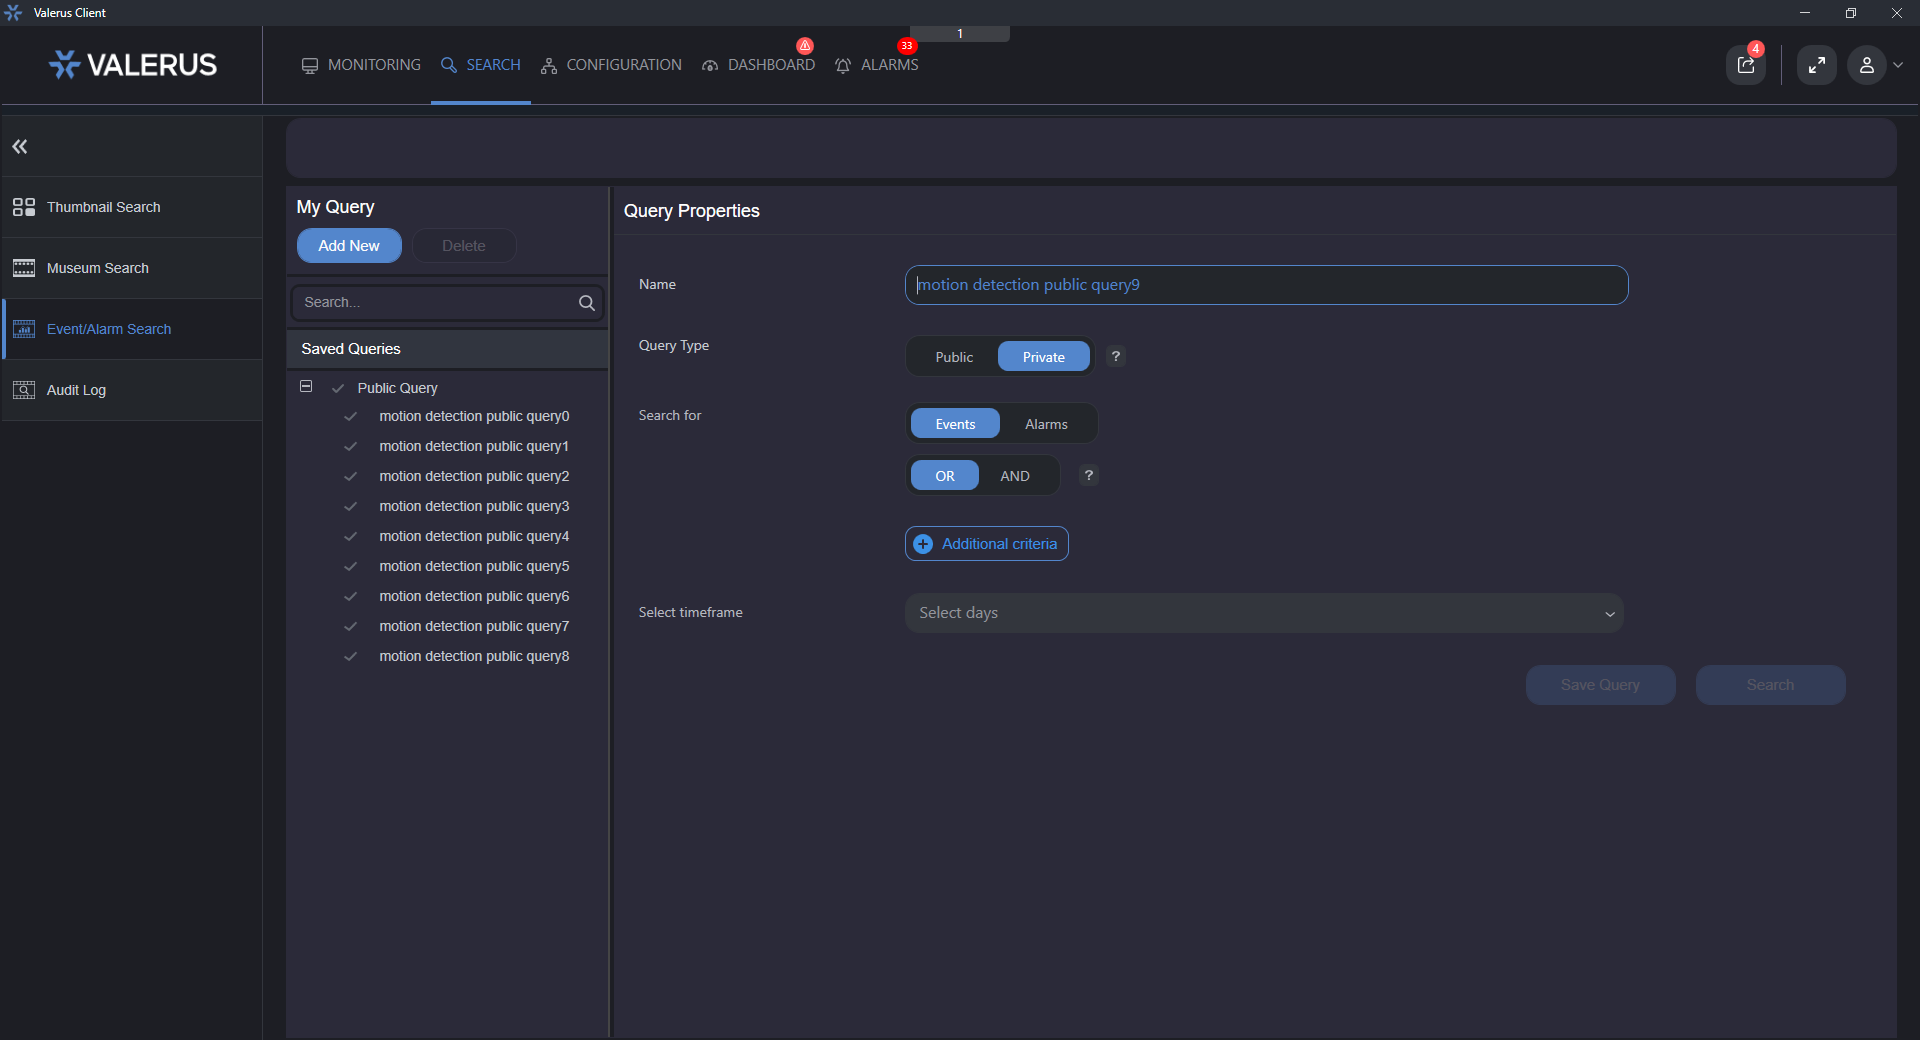 Valerus Client
1
VALERUS
MONITORING
SEARCH
CONFIGURATION
DASHBOARD
33
ALARMS
4
Thumbnail Search
Museum Search
Event/Alarm Search
Audit Log
My Query
Add New
Delete
Search...
Saved Queries
Public Query
motion detection public query0
motion detection public query1
motion detection public query2
motion detection public query3
motion detection public query4
motion detection public query5
motion detection public query6
motion detection public query7
motion detection public query8
Query Properties
Name
motion detection public query9
Query Type
Public
Private
?
Search for
Events
Alarms
OR
AND
?
Additional criteria
Select timeframe
Select days
Save Query
Search